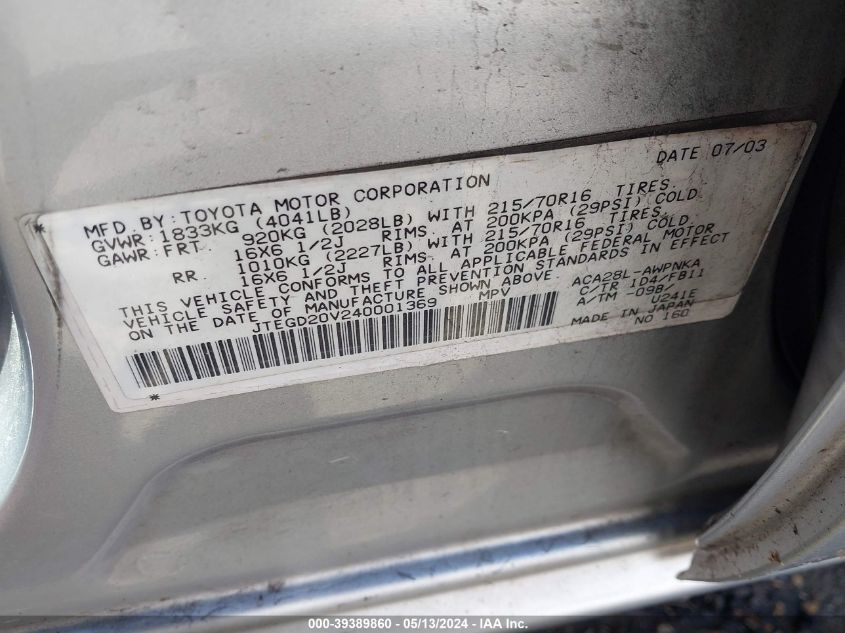 DATE 07/03
MFD. BY: TOYOTA MOTOR CORPORATION
GVWR: 1833KG (4041LB)
GAWR: FRT. 920KG (2028LB) WITH 215/70R16 TIRES.
16X6 1/2J RIMS. AT 200KPA (29PSI) COLD
RR. 1010KG (2227LB) WITH 215/70R16 TIRES.
16X6 1/2J RIMS. AT 200KPA (29PSI) COLD.
THIS VEHICLE CONFORMS TO ALL APPLICABLE FEDERAL MOTOR
VEHICLE SAFETY AND THEFT PREVENTION STANDARDS IN EFFECT
ON THE DATE OF MANUFACTURE SHOWN ABOVE.
JTEGD20V240001369 MPV
ACA28L-AWPNKA
C/TR 1D4/FB11
A/TM -09B/
U241E
MADE IN JAPAN
NO 160
000-39389860 - 05/13/2024 - IAA Inc.